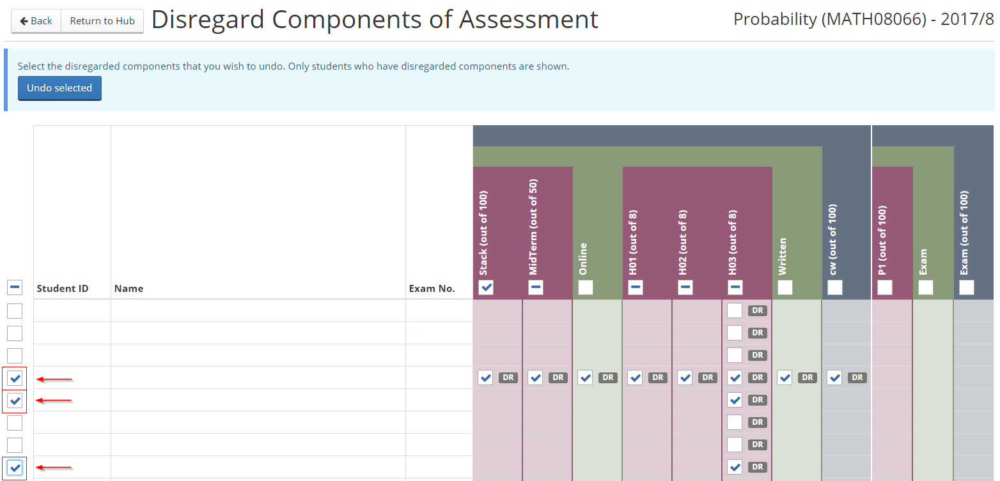 Back Return to Hub Disregard Components of Assessment Probability (MATH08066) - 2017/8
Select the disregarded components that you wish to undo. Only students who have disregarded components are shown.
Undo selected
Student ID Name Exam No.
Stack (out of 100)
MidTerm (out of 50)
Online
H01 (out of 8)
H02 (out of 8)
H03 (out of 8)
Written
cw (out of 100)
P1 (out of 100)
Exam
Exam (out of 100)
DR
DR
DR
DR DR DR DR DR DR DR DR
DR
DR
DR
DR